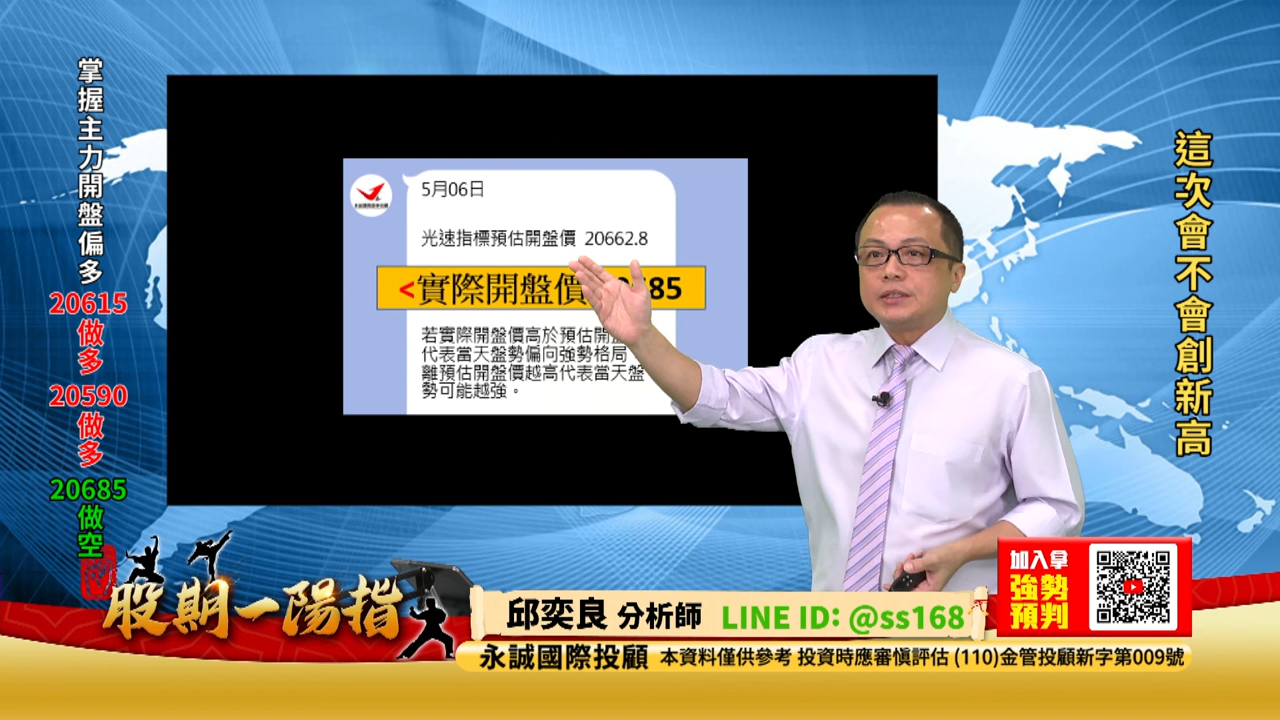 掌握主力開盤偏多
20615
做多
20590
做多
20685
做空
5月06日
光速指標預估開盤價 20662.8
<實際開盤價
685
若實際開盤價高於預估開
代表當天盤勢偏向強勢格局
離預估開盤價越高代表當天盤
勢可能越強。
這次會不會創新高
股期一陽指
邱奕良 分析師 LINE ID: @ss168
加入拿
強勢
預判
永誠國際投顧 本資料僅供參考 投資時應審慎評估 (110)金管投顧新字第009號